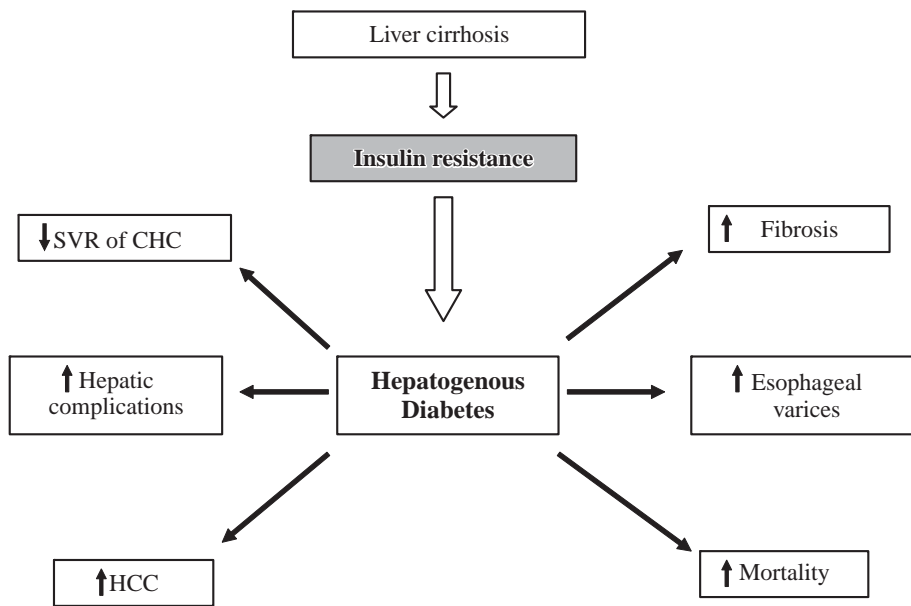 Liver cirrhosis
Insulin resistance
↓SVR of CHC
↑ Fibrosis
↑ Hepatic
complications
Hepatogenous
Diabetes
↑ Esophageal
varices
↑HCC
↑ Mortality